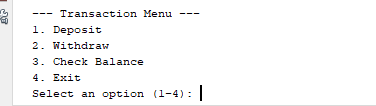 --- Transaction Menu ---
1. Deposit
2. Withdraw
3. Check Balance
4. Exit
Select an option (1-4):